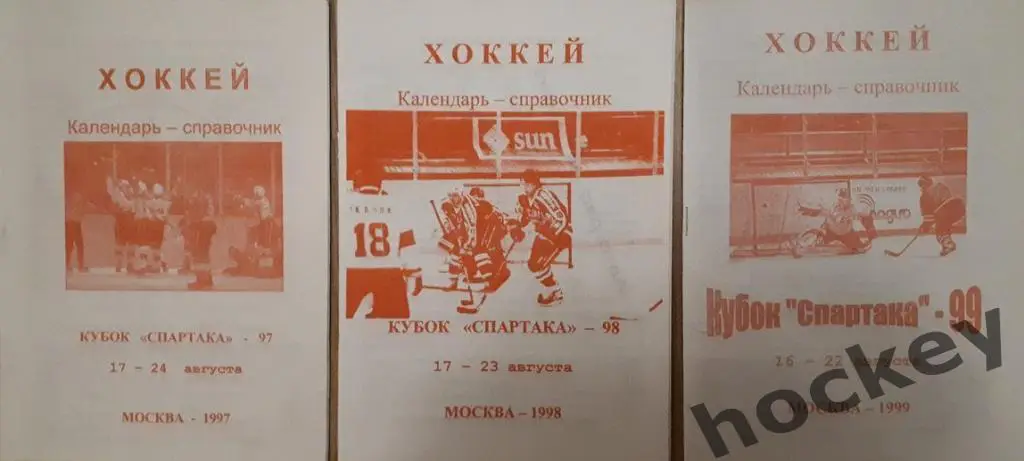 ХОККЕЙ
Календарь – справочник
КУБОК «СПАРТАКА» - 97
17 – 24 августа
МОСКВА - 1997
ХОККЕЙ
Календарь – справочник
sun
18
КУБОК «СПАРТАКА» – 98
17 – 23 августа
МОСКВА – 1998
ХОККЕЙ
Календарь – справочник
Кубок "Спартака" - 99
16 – 22 августа
МОСКВА – 1999
hockey